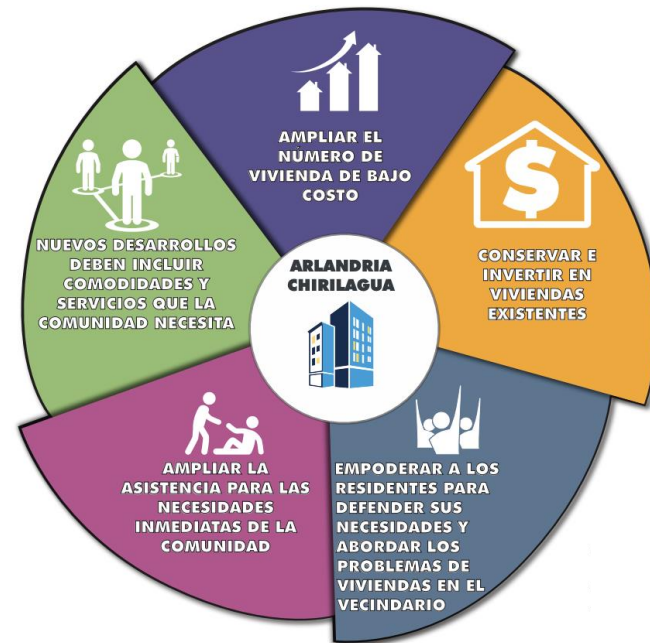 AMPLIAR EL
NÚMERO DE
VIVIENDA DE BAJO
COSTO
CONSERVAR E
INVERTIR EN
VIVIENDAS
EXISTENTES
EMPODERAR A LOS
RESIDENTES PARA
DEFENDER SUS
NECESIDADES Y
ABORDAR LOS
PROBLEMAS DE
VIVIENDAS EN EL
VECINDARIO
AMPLIAR LA
ASISTENCIA PARA LAS
NECESIDADES
INMEDIATAS DE LA
COMUNIDAD
NUEVOS DESARROLLOS
DEBEN INCLUIR
COMODIDADES Y
SERVICIOS QUE LA
COMUNIDAD NECESITA
ARLANDRIA
CHIRILAGUA
$